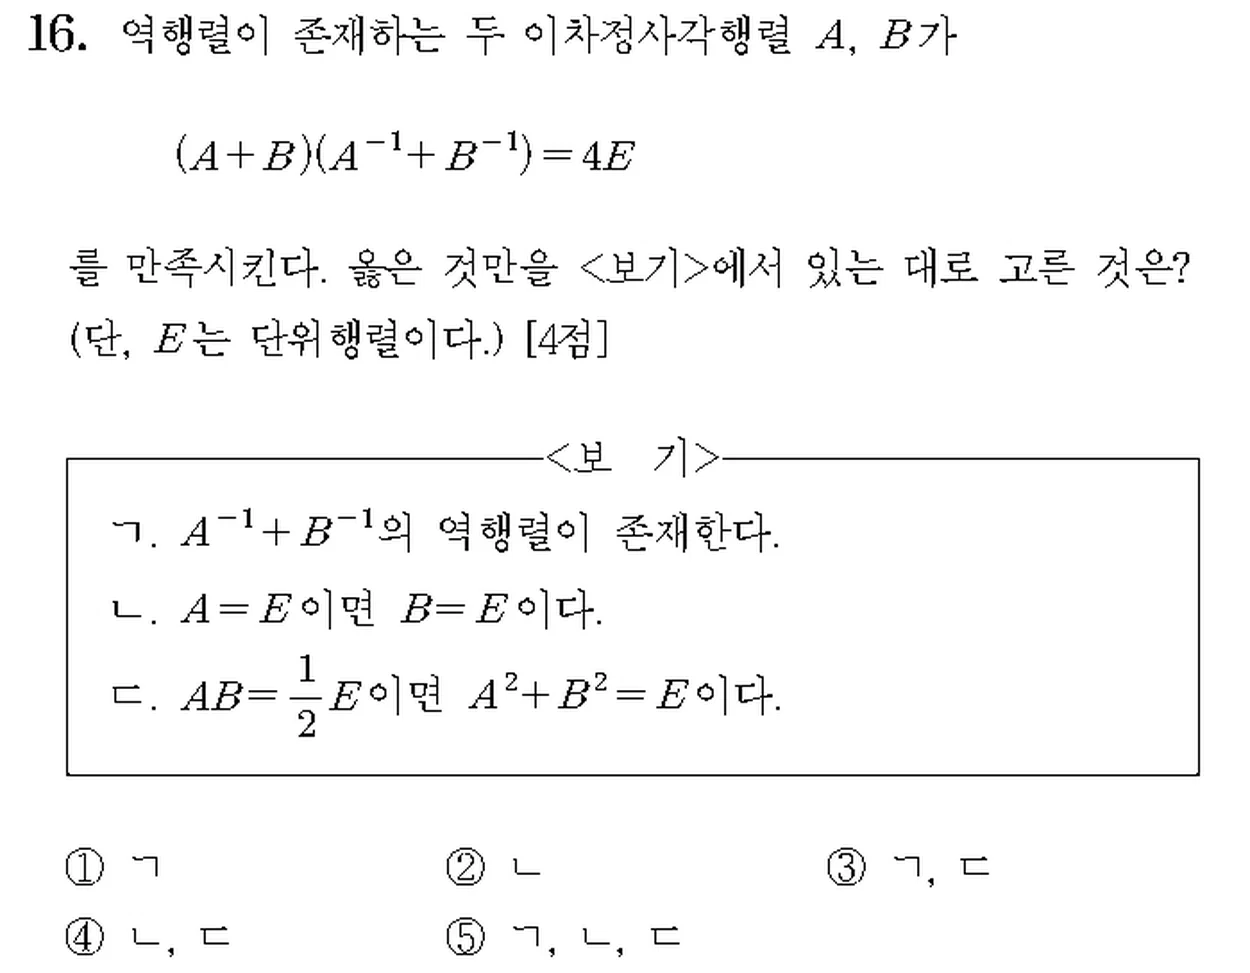 16. 역행렬이 존재하는 두 이차정사각행렬 A, B가
(A+B)(A⁻¹+B⁻¹)=4E
를 만족시킨다. 옳은 것만을 <보기>에서 있는 대로 고른 것은?
(단, E는 단위행렬이다.) [4점]
<보 기>
ㄱ. A⁻¹+B⁻¹의 역행렬이 존재한다.
ㄴ. A=E이면 B=E이다.
ㄷ. AB=1/2E이면 A²+B²=E이다.
① ㄱ ② ㄴ ③ ㄱ, ㄷ
④ ㄴ, ㄷ ⑤ ㄱ, ㄴ, ㄷ